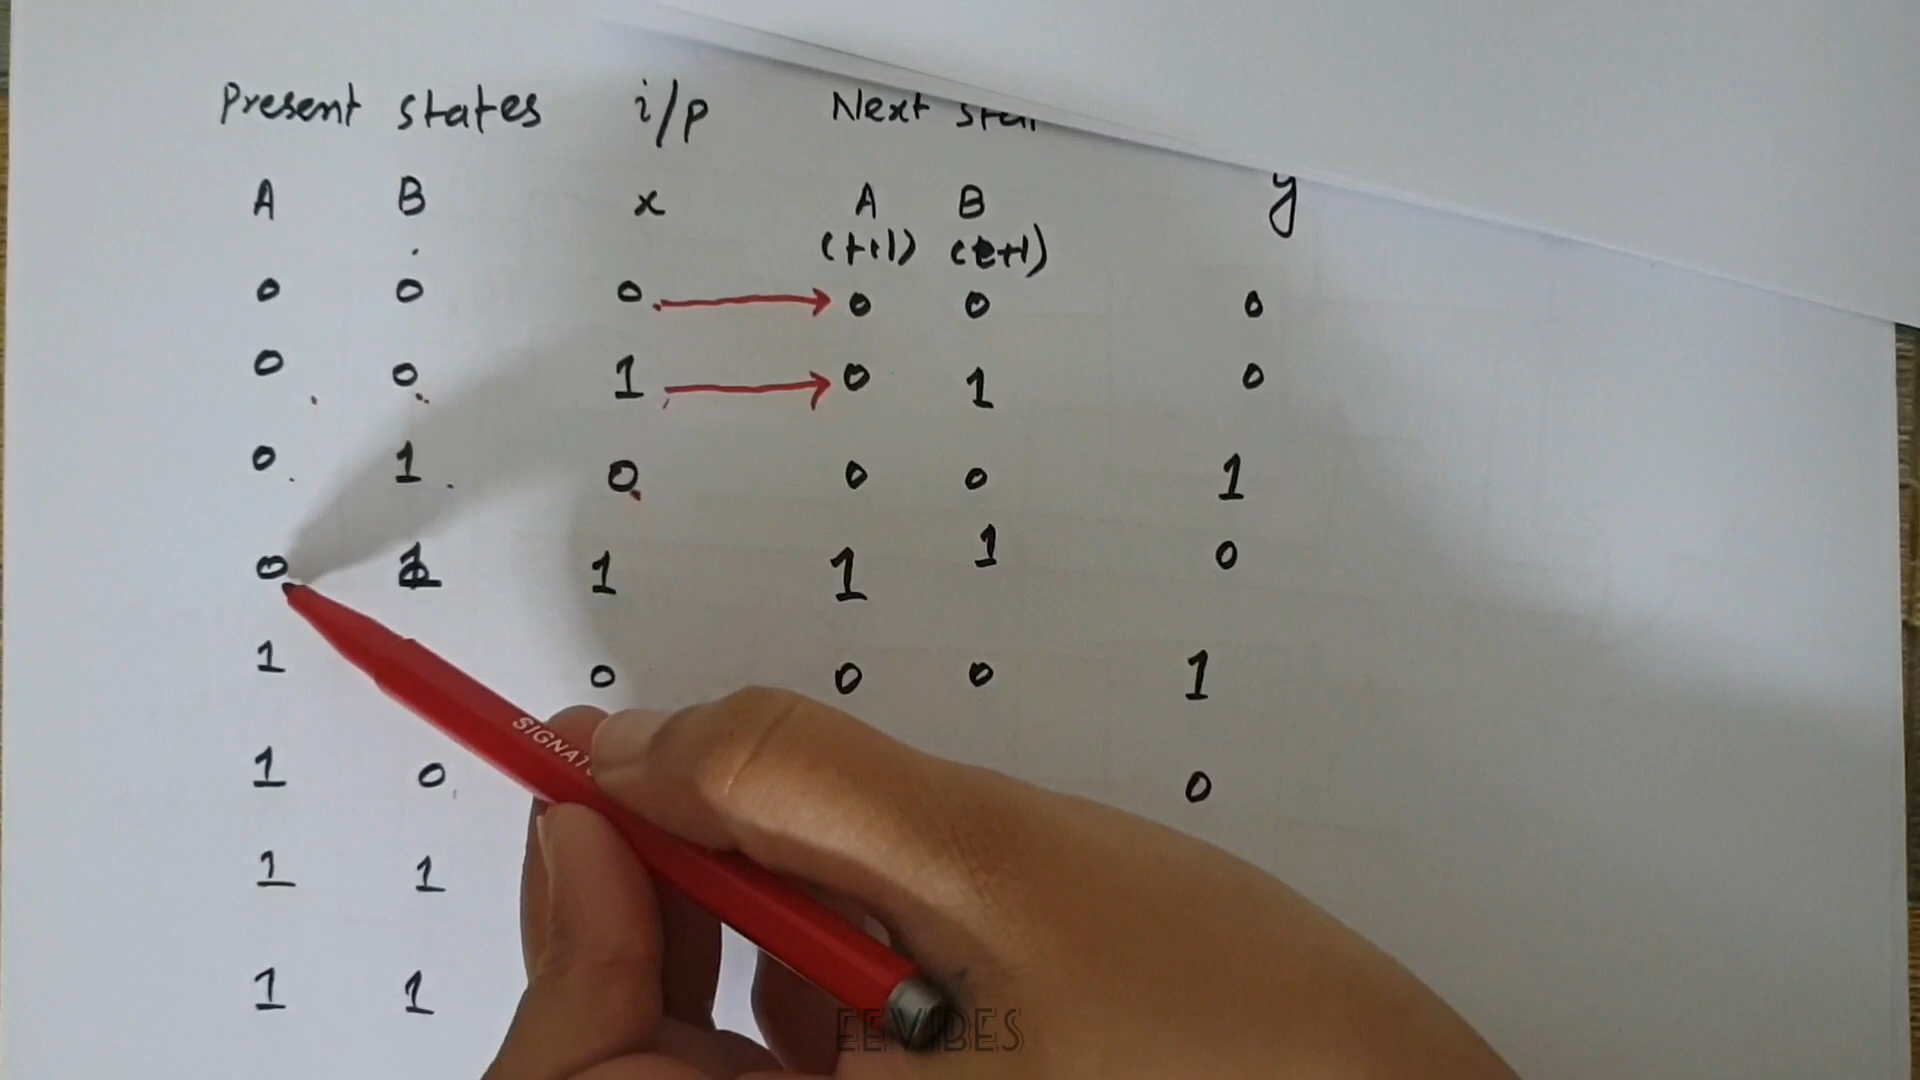 Present states i/p Next
A B x A B y
(t+1) (t+1)
0 0 0 0 0 0
0 0 1 0 1 0
0 1 0 0 0 1
0 1 1 1 1 0
1 0 0 0 1
1 0 0
1 1
1 1
SIGNAT
EEVIBES